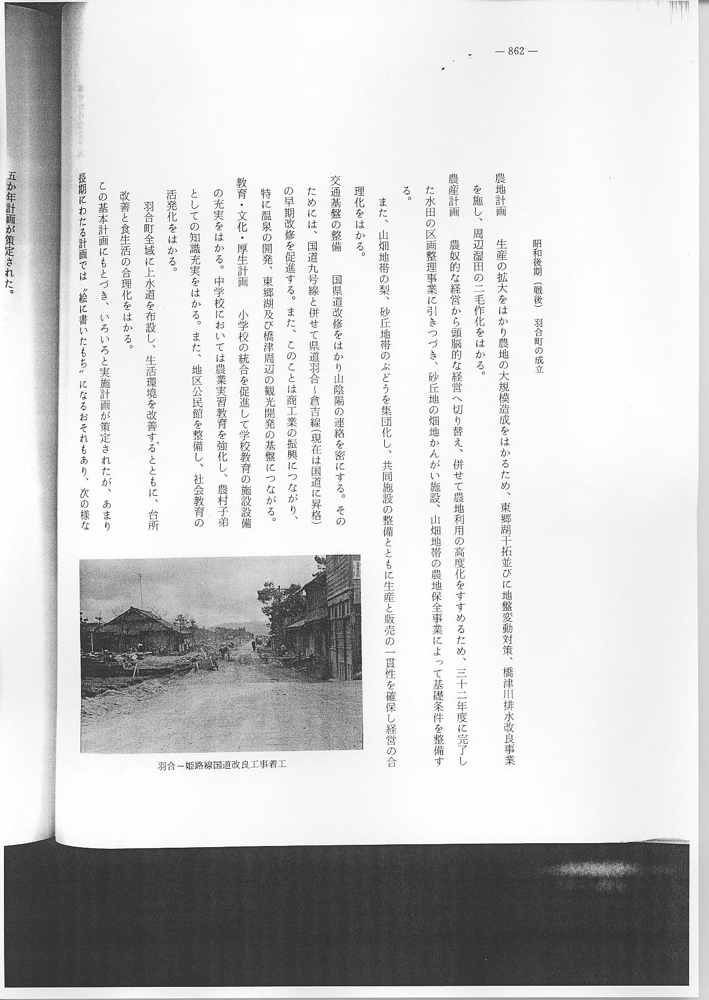 — 862 —
昭和後期（戦後） 羽合町の成立
農地計画 生産の拡大をはかり農地の大規模造成をはかるため、東郷湖干拓並びに地盤変動対策、橋津川排水改良事業
を施し、周辺湿田の二毛作化をはかる。
農産計画 農奴的な経営から頭脳的な経営へ切り替え、併せて農地利用の高度化をすすめるため、三十二年度に完了し
た水田の区画整理事業に引きつづき、砂丘地の畑地かんがい施設、山畑地帯の農地保全事業によって基礎条件を整備す
る。
また、山畑地帯の梨、砂丘地帯のぶどうを集団化し、共同施設の整備とともに生産と販売の一貫性を確保し経営の合
理化をはかる。
交通基盤の整備 国県道改修をはかり山陰陽の連絡を密にする。その
ためには、国道九号線と併せて県道羽合～倉吉線（現在は国道に昇格）
の早期改修を促進する。また、このことは商工業の振興につながり、
特に温泉の開発、東郷湖及び橋津周辺の観光開発の基盤につながる。
教育・文化・厚生計画 小学校の統合を促進して学校教育の施設設備
の充実をはかる。中学校においては農業実習教育を強化し、農村子弟
としての知識充実をはかる。また、地区公民館を整備し、社会教育の
活発化をはかる。
羽合町全域に上水道を布設し、生活環境を改善するとともに、台所
改善と食生活の合理化をはかる。
この基本計画にもとづき、いろいろと実施計画が策定されたが、あまり
長期にわたる計画では〝絵に書いたもち〟になるおそれもあり、次の様な
五か年計画が策定された。
羽合～姫路線国道改良工事着工